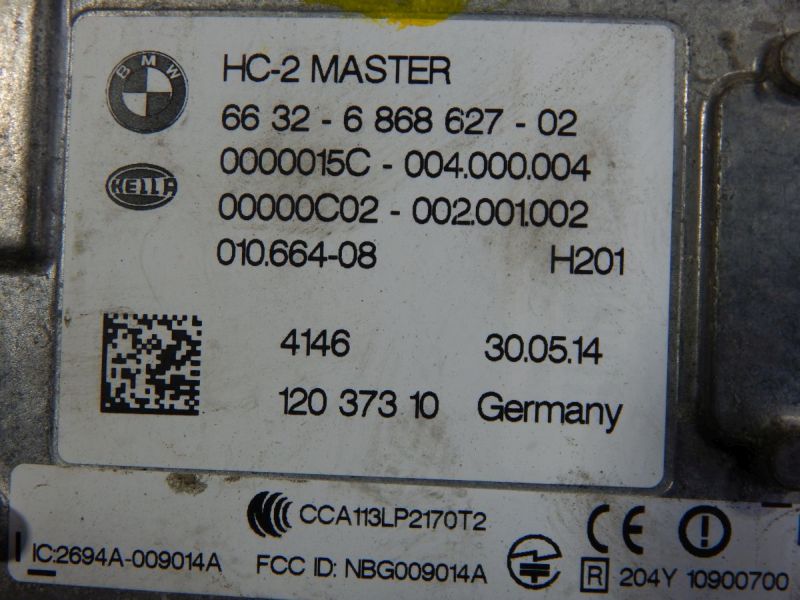 BMW
HC-2 MASTER
66 32 - 6 868 627 - 02
0000015C - 004.000.004
HELLA
00000C02 - 002.001.002
010.664-08 H201
4146 30.05.14
120 373 10 Germany
CCA113LP2170T2
CE
IC:2694A-009014A
FCC ID: NBG009014A
R 204Y 10900700